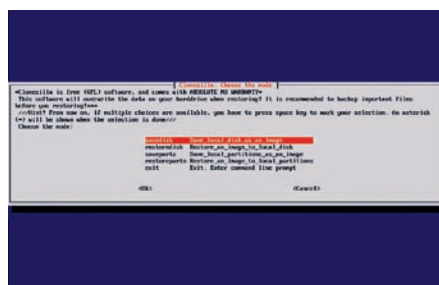 Clonezilla: Choose the mode
*Clonezilla is free (GPL) software, and comes with ABSOLUTE NO WARRANTY*
This software will overwrite the data on your harddrive when restoring! It is recommended to backup important files
before you restoring!***
///Hint! From now on, if multiple choices are available, you have to press space key to mark your selection. An asterisk
(*) will be shown when the selection is done///
Choose the mode:
savedisk Save_local_disk_as_an_image
restoredisk Restore_an_image_to_local_disk
saveparts Save_local_partitions_as_an_image
restoreparts Restore_an_image_to_local_partitions
exit Exit. Enter command line prompt
<Ok> <Cancel>